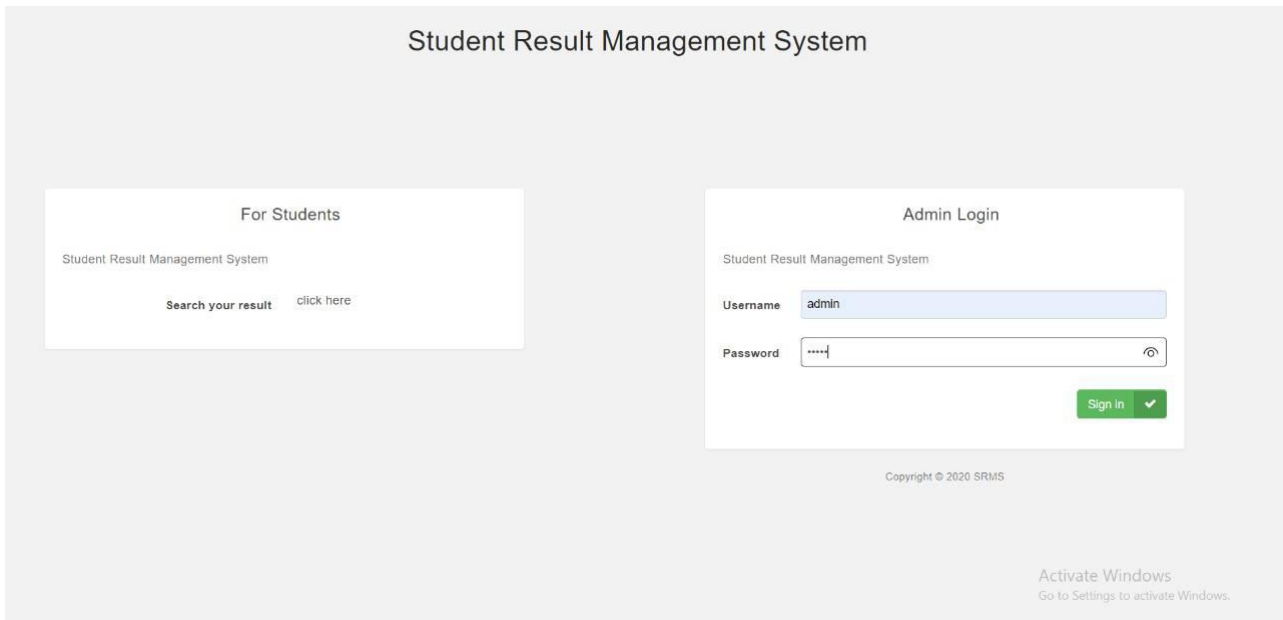 Student Result Management System
For Students
Student Result Management System
Search your result click here
Admin Login
Student Result Management System
Username admin
Password •••••
Sign in
Copyright © 2020 SRMS
Activate Windows
Go to Settings to activate Windows.